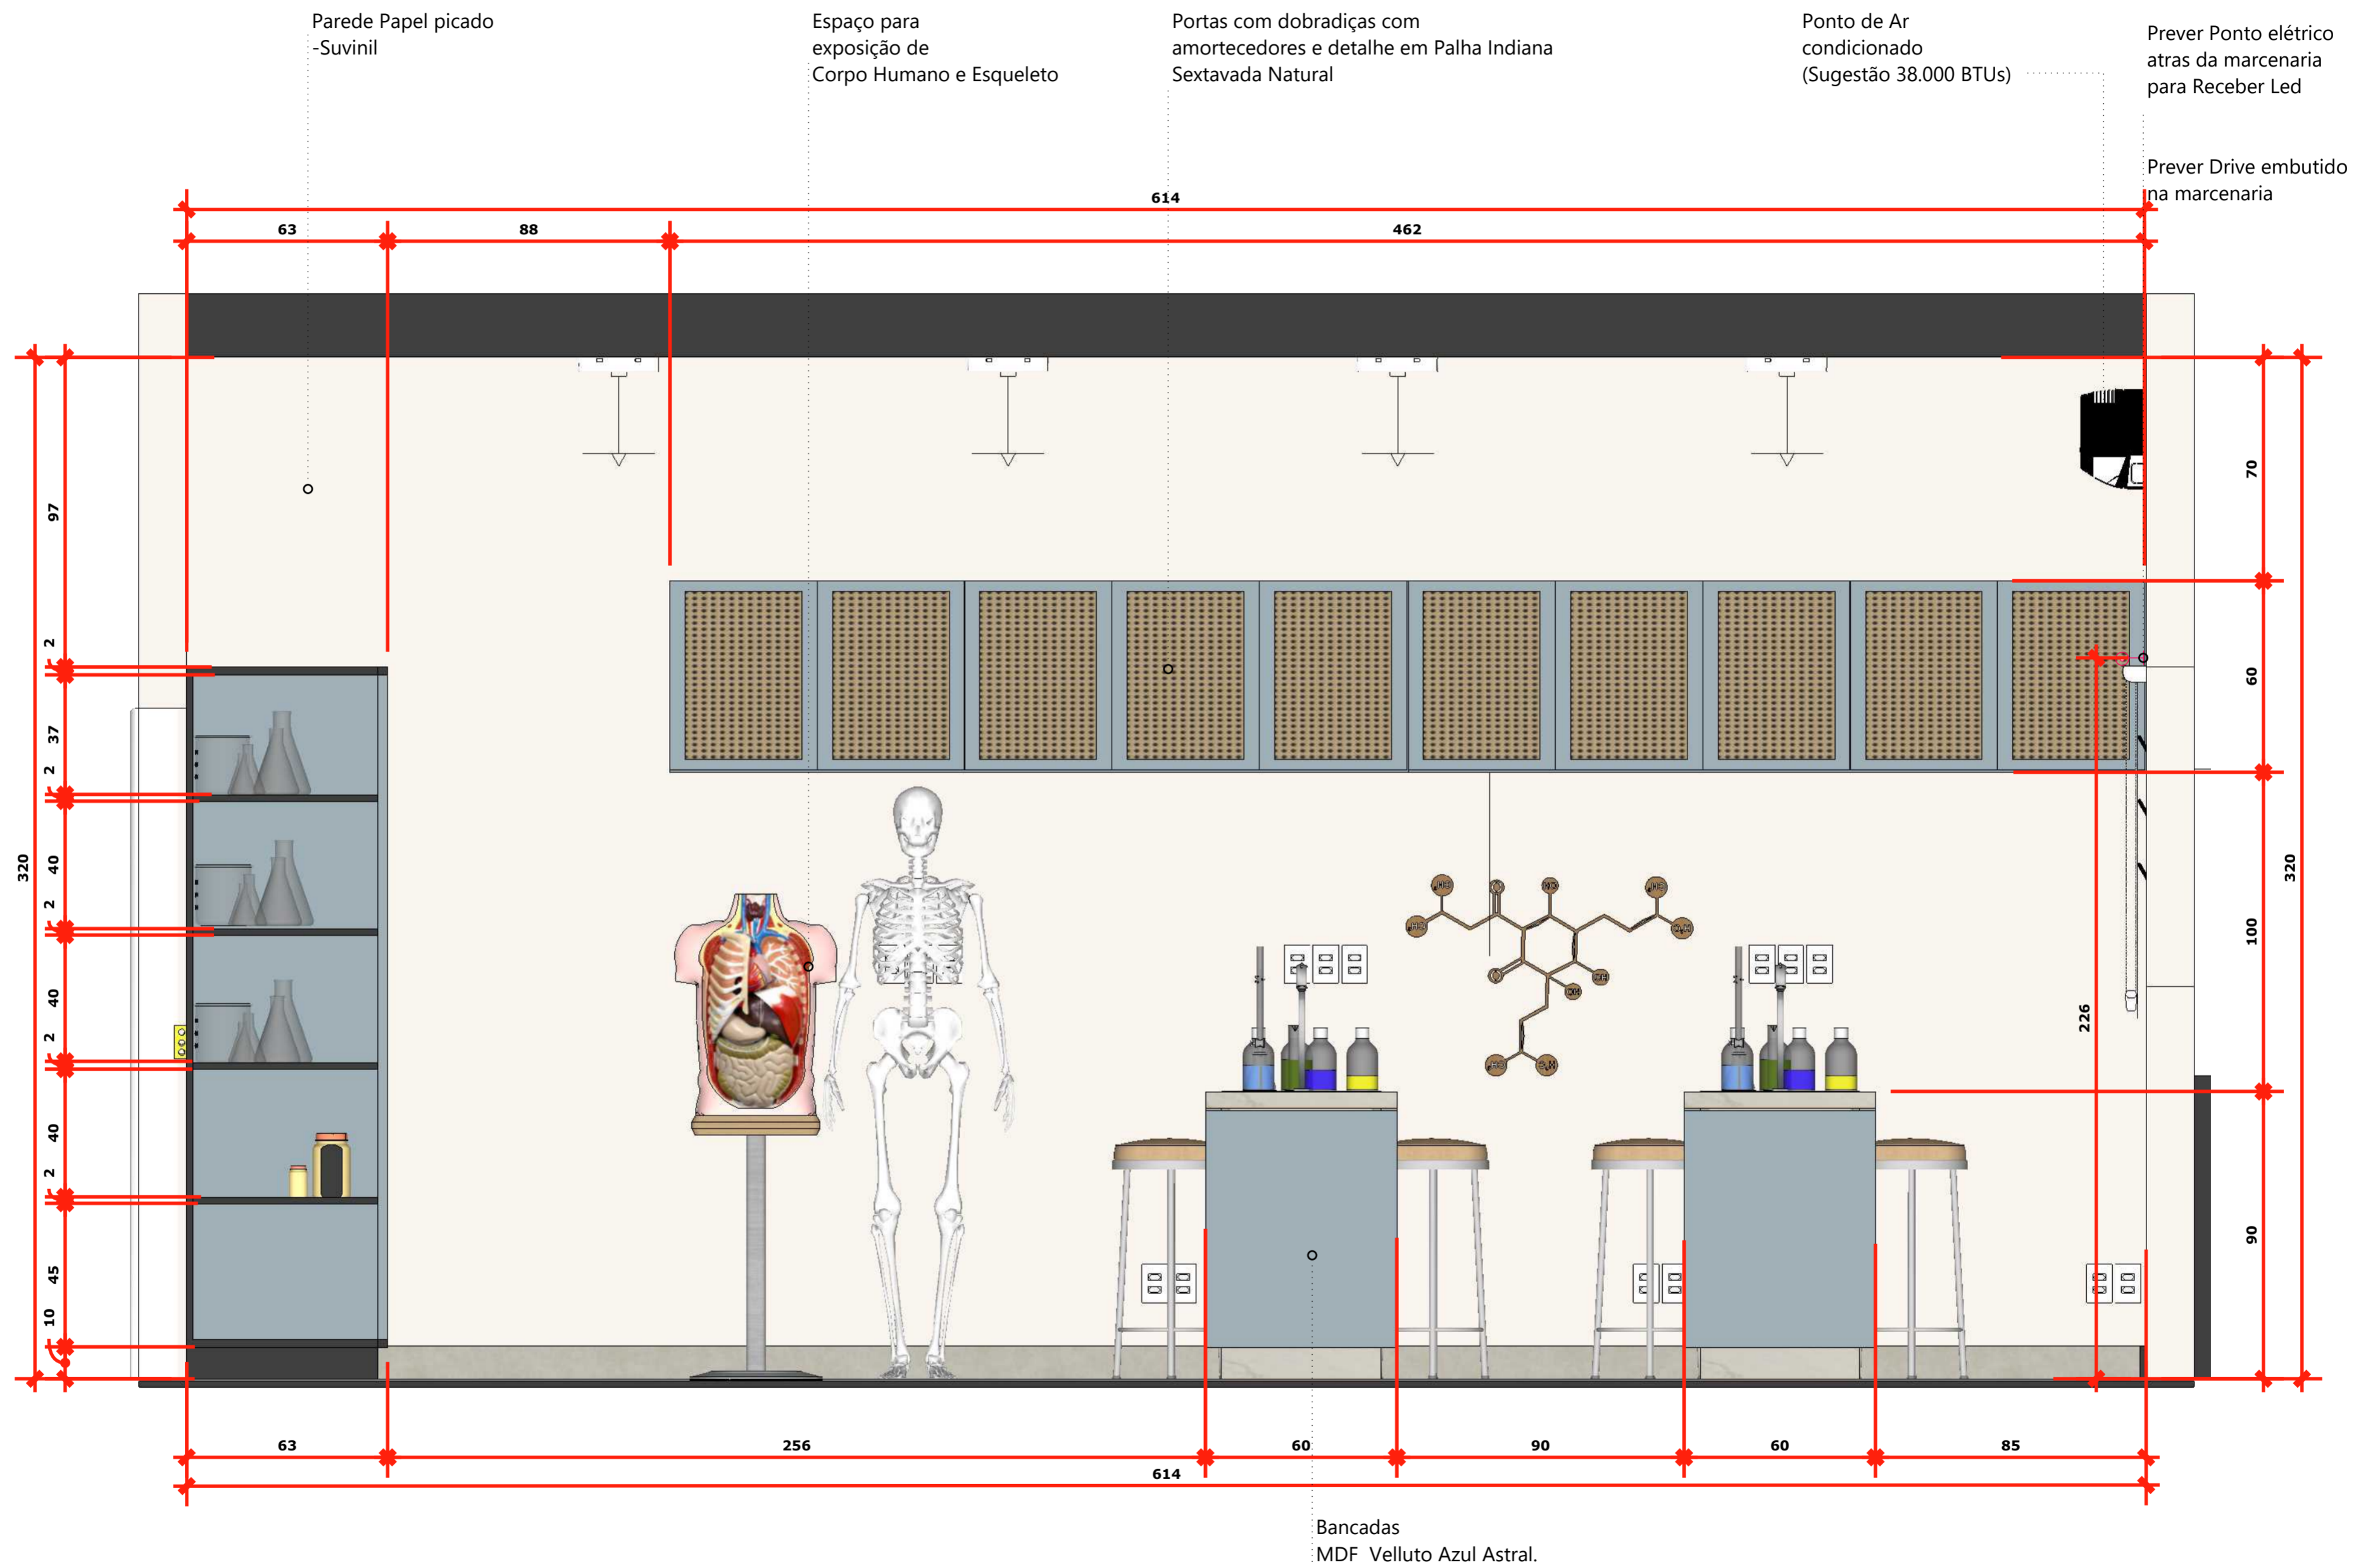 Parede Papel picado
-Suvinil
Espaço para
exposição de
Corpo Humano e Esqueleto
Portas com dobradiças com
amortecedores e detalhe em Palha Indiana
Sextavada Natural
Ponto de Ar
condicionado
(Sugestão 38.000 BTUs)
Prever Ponto elétrico
atras da marcenaria
para Receber Led
Prever Drive embutido
na marcenaria
614
63
88
462
97
2
37
2
40
2
40
2
40
2
45
10
320
70
60
100
90
320
226
63
256
60
90
60
85
614
Bancadas
MDF  Velluto Azul Astral.